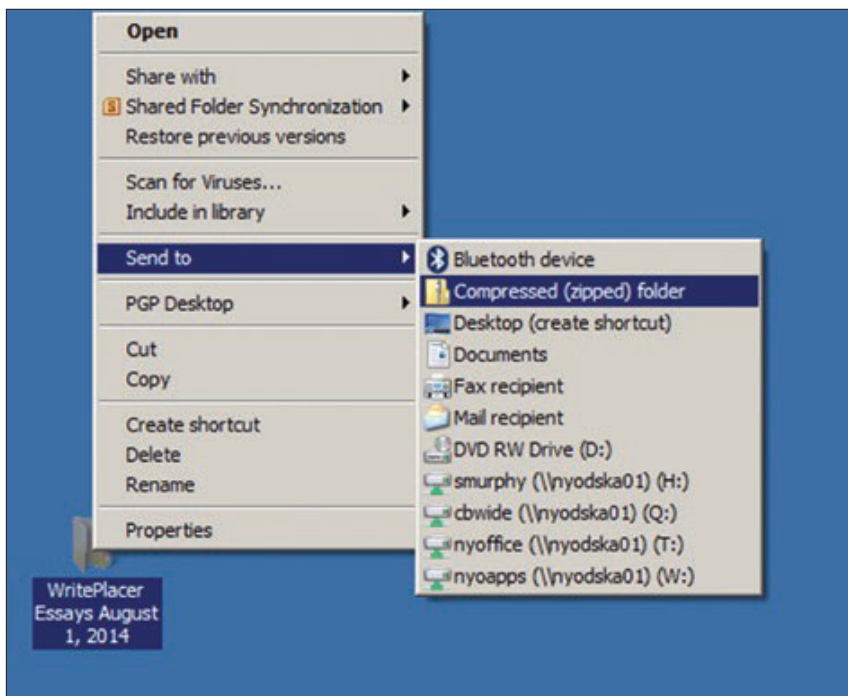 Open
Share with
S Shared Folder Synchronization
Restore previous versions
Scan for Viruses...
Include in library
Send to
PGP Desktop
Cut
Copy
Create shortcut
Delete
Rename
Properties
Bluetooth device
Compressed (zipped) folder
Desktop (create shortcut)
Documents
Fax recipient
Mail recipient
DVD RW Drive (D:)
smurphy (\\nyodska01) (H:)
cbwide (\\nyodska01) (Q:)
nyoffice (\\nyodska01) (T:)
nyoapps (\\nyodska01) (W:)
WritePlacer
Essays August
1, 2014